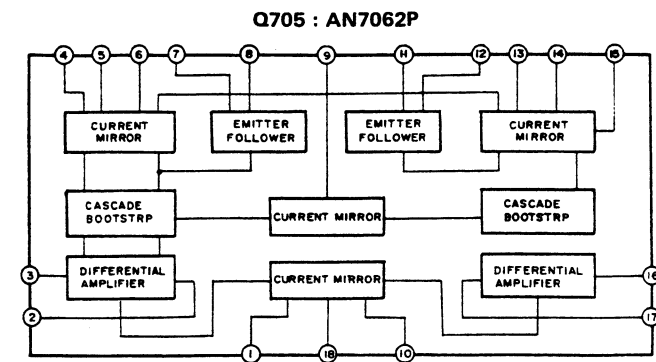 Q705 : AN7062P
4 5 6 7 8 9 11 12 13 14 15
CURRENT
MIRROR
EMITTER
FOLLOWER
EMITTER
FOLLOWER
CURRENT
MIRROR
CASCADE
BOOTSTRP
CURRENT MIRROR
CASCADE
BOOTSTRP
3
DIFFERENTIAL
AMPLIFIER
CURRENT MIRROR
DIFFERENTIAL
AMPLIFIER
16
2
17
1 18 10